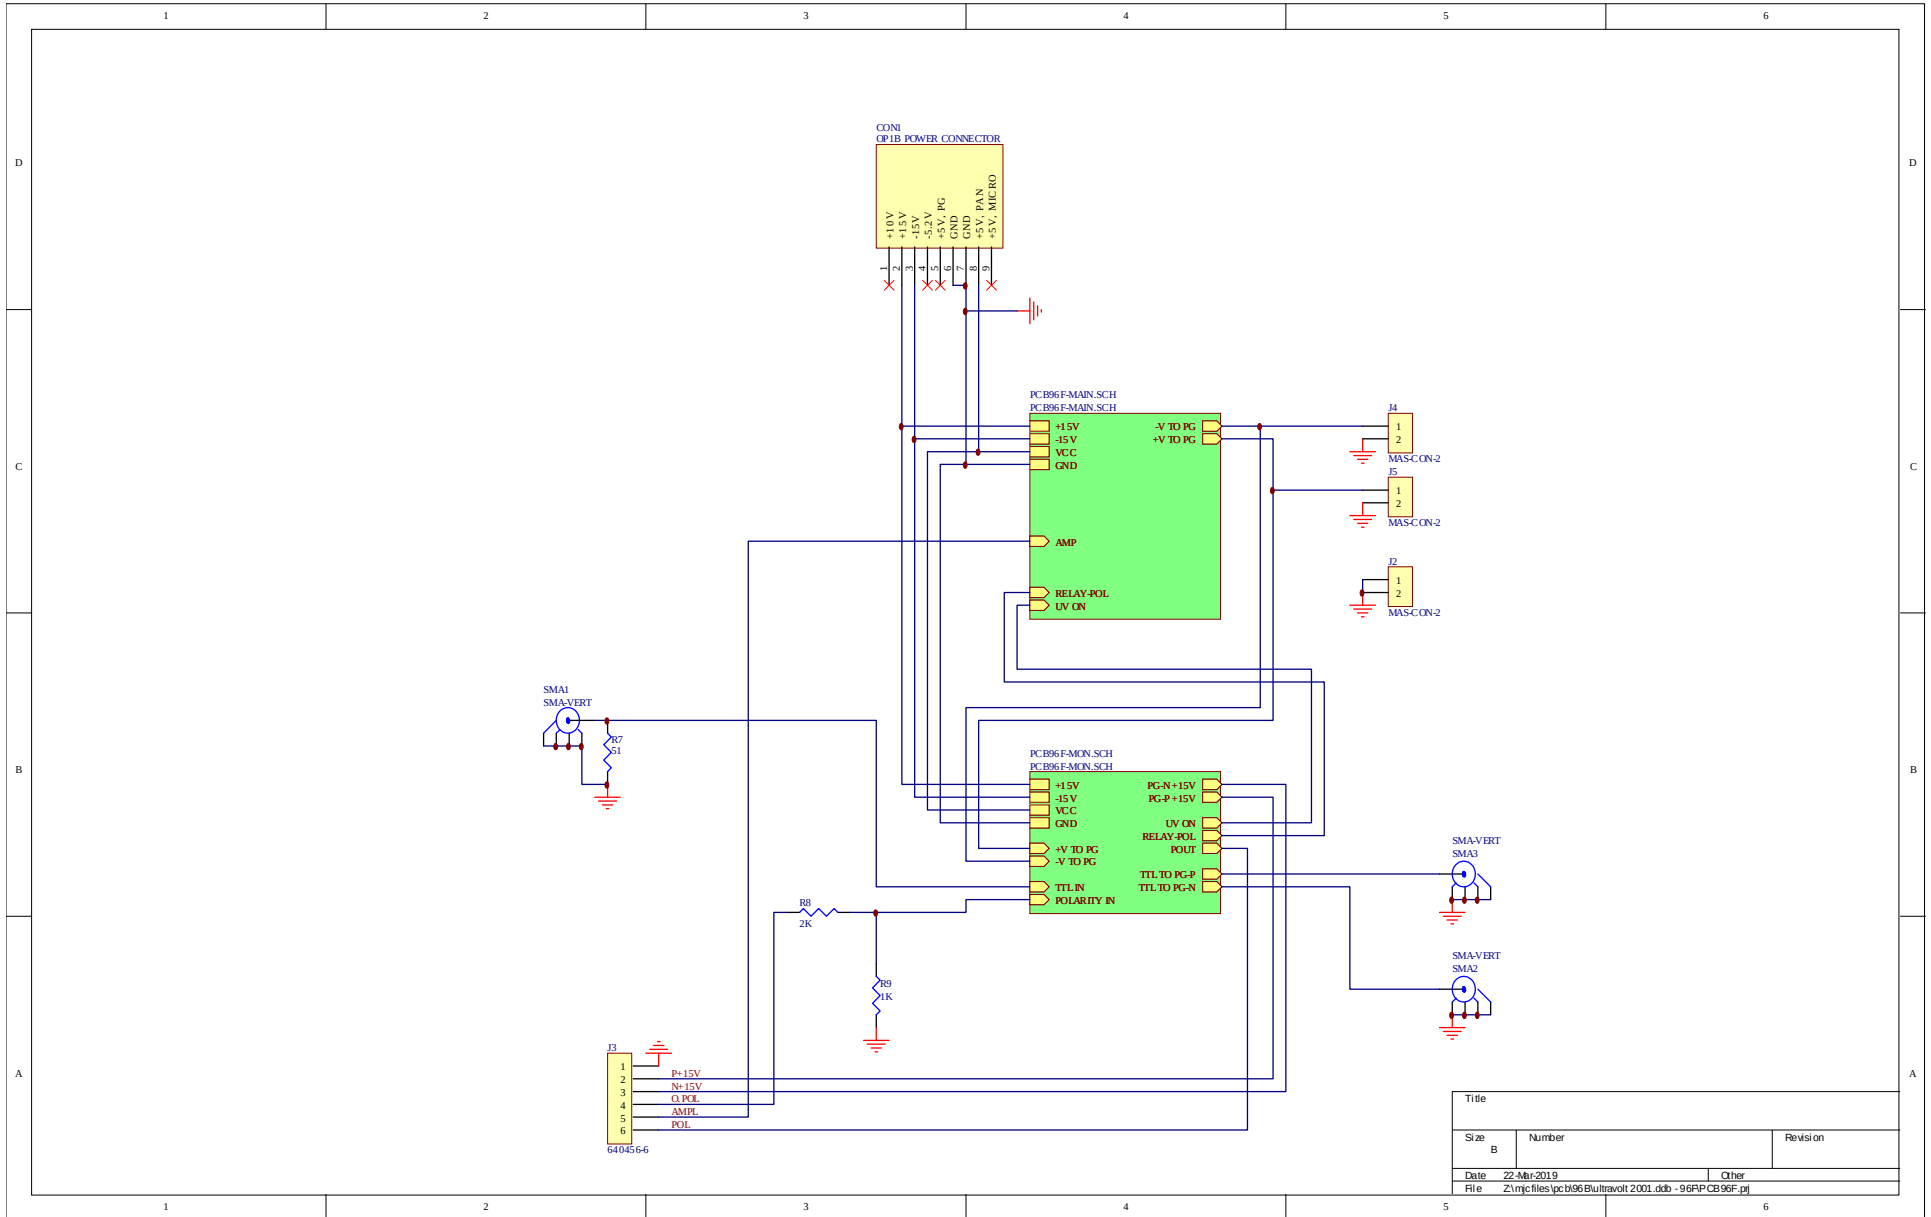 1 2 3 4 5 6
D
C
B
A
D
C
B
A
CON1
OP1B POWER CONNECTOR
+10V
+15V
-15V
-5.2V
+5V, PG
GND
GND
+5V, PAN
+5V, MICRO
1 2 3 4 5 6 7 8 9
PCB96F-MAIN.SCH
PCB96F-MAIN.SCH
+15V
-15V
VCC
GND
AMP
RELAY-POL
UV ON
-V TO PG
+V TO PG
J4
1
2
MAS-CON-2
J5
1
2
MAS-CON-2
J2
1
2
MAS-CON-2
SMA1
SMA-VERT
R7
51
PCB96F-MON.SCH
PCB96F-MON.SCH
+15V
-15V
VCC
GND
+V TO PG
-V TO PG
TTL IN
POLARITY IN
PG-N +15V
PG-P +15V
UV ON
RELAY-POL
POUT
TTL TO PG-P
TTL TO PG-N
SMA-VERT
SMA3
SMA-VERT
SMA2
R8
2K
R9
1K
J3
1
2
3
4
5
6
640456-6
P+15V
N+15V
O.POL
AMPL
POL
Title
Size
B
Number
Revision
Date 22-Mar-2019 Other
File Z:\mjcfiles\pcb\96B\ultravolt 2001.ddb - 96F\PCB96F.prj
1 2 3 4 5 6